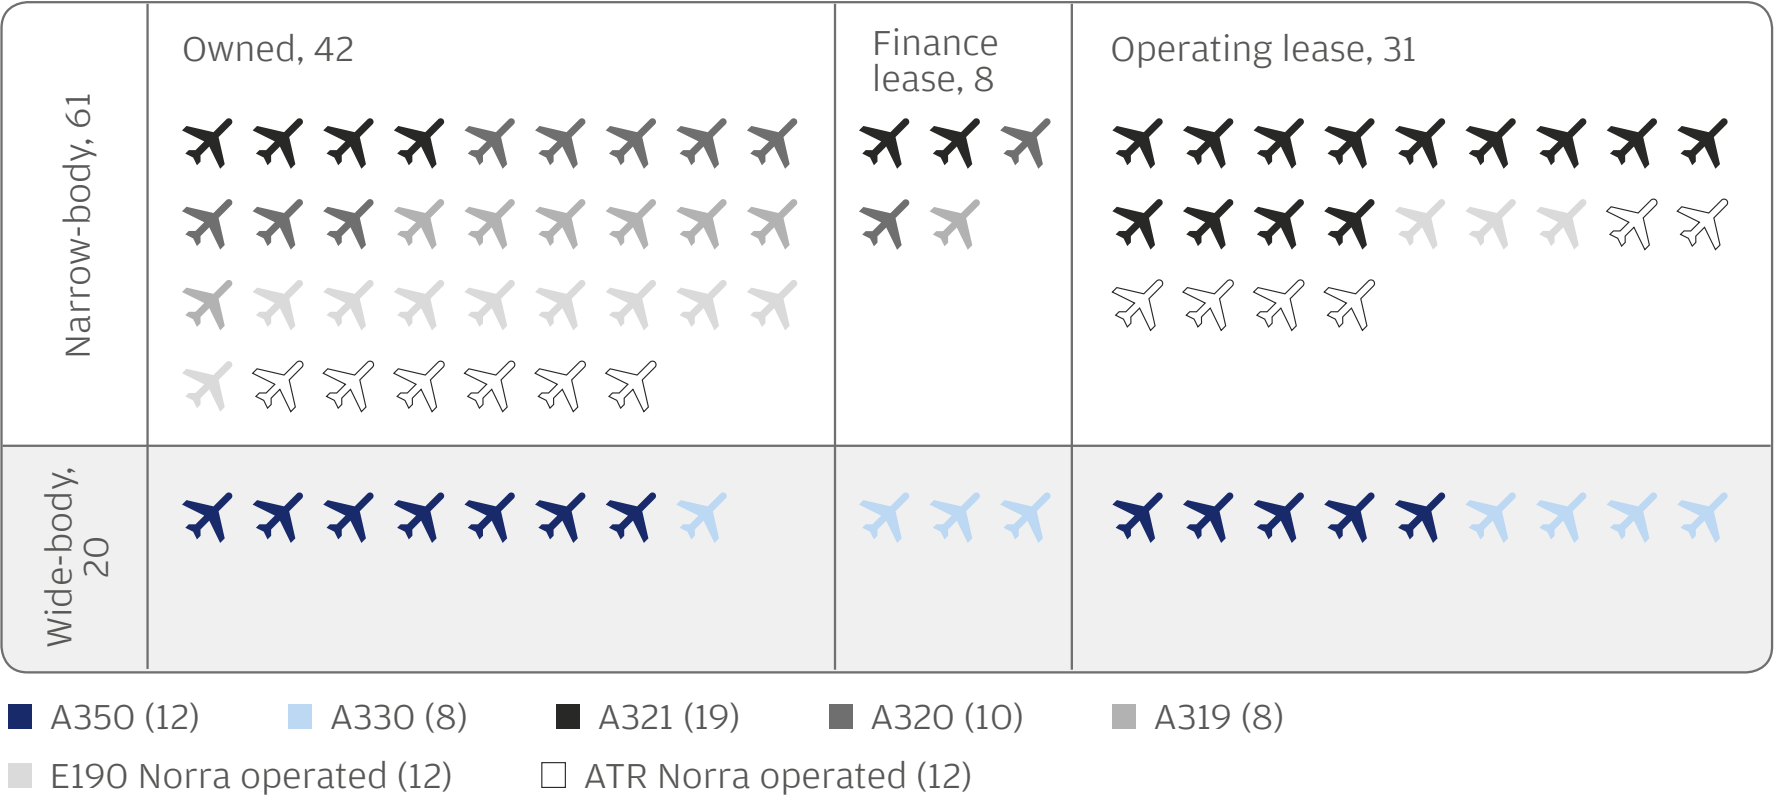 Owned, 42
Finance
lease, 8
Operating lease, 31
Narrow-body, 61
Wide-body,
20
A350 (12)
A330 (8)
A321 (19)
A320 (10)
A319 (8)
E190 Norra operated (12)
ATR Norra operated (12)